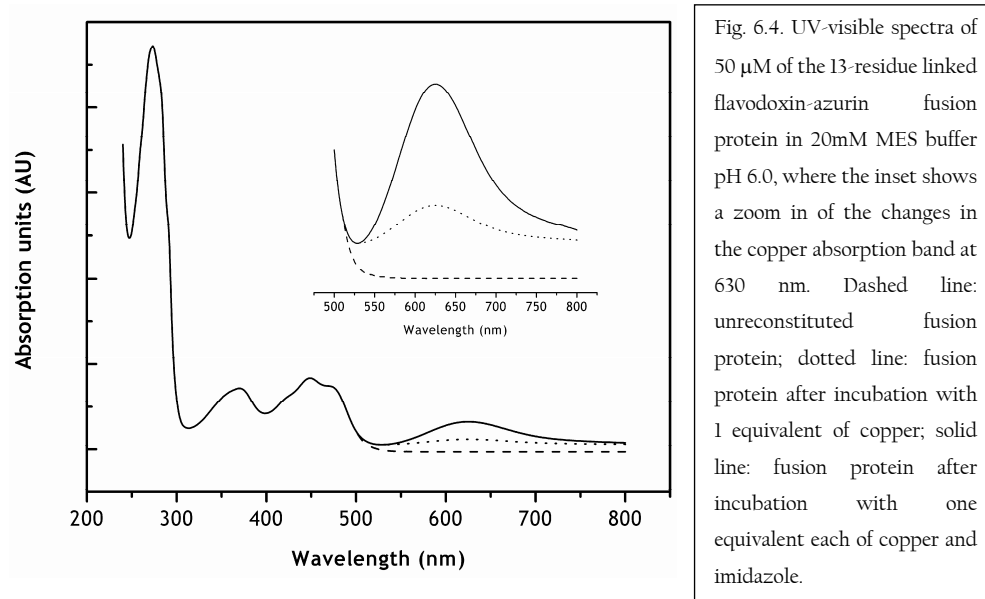 Absorption units (AU)
500 550 600 650 700 750 800
Wavelength (nm)
200 300 400 500 600 700 800
Wavelength (nm)
Fig. 6.4. UV-visible spectra of
50 μM of the 13-residue linked
flavodoxin-azurin fusion
protein in 20mM MES buffer
pH 6.0, where the inset shows
a zoom in of the changes in
the copper absorption band at
630 nm. Dashed line:
unreconstituted fusion
protein; dotted line: fusion
protein after incubation with
1 equivalent of copper; solid
line: fusion protein after
incubation with one
equivalent each of copper and
imidazole.